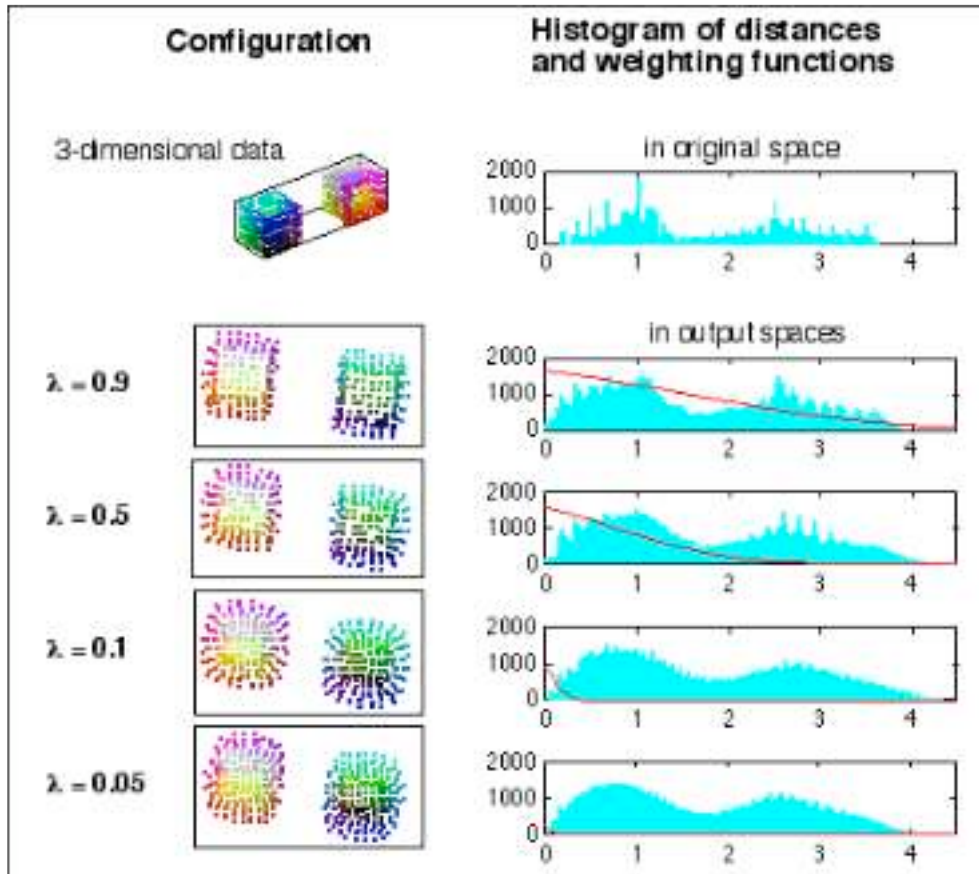 Configuration
Histogram of distances
and weighting functions
3-dimensional data
in original space
2000
1000
0
0 1 2 3 4
in output spaces
λ = 0.9
2000
1000
0
0 1 2 3 4
λ = 0.5
2000
1000
0
0 1 2 3 4
λ = 0.1
2000
1000
0
0 1 2 3 4
λ = 0.05
2000
1000
0
0 1 2 3 4